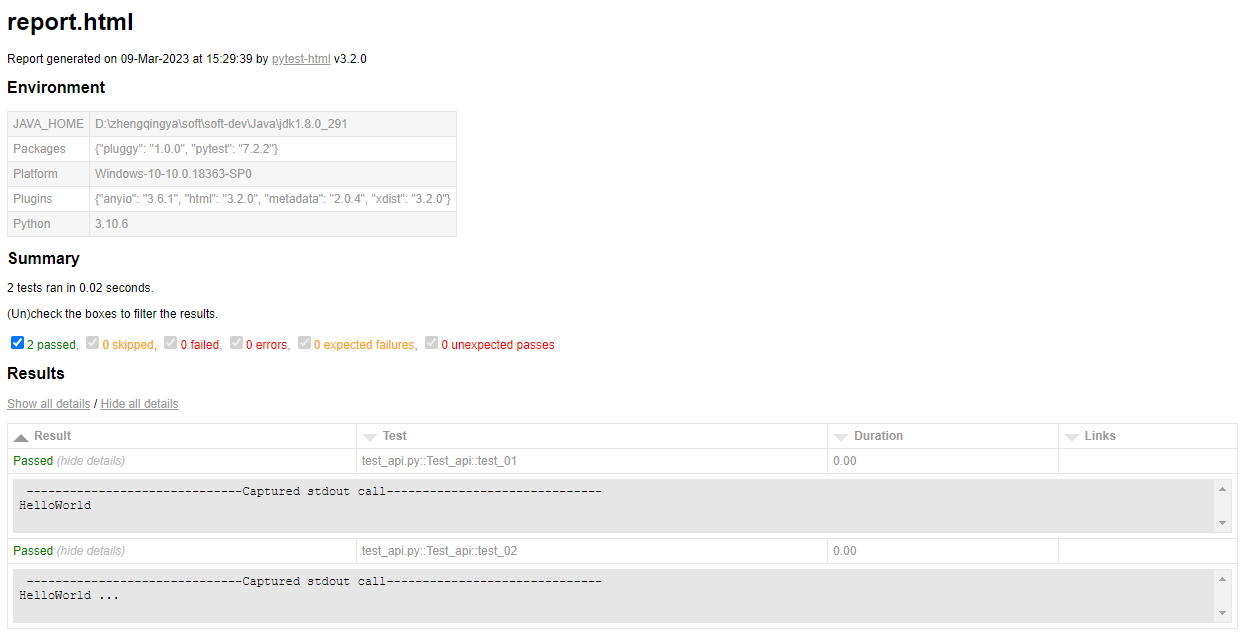 report.html
Report generated on 09-Mar-2023 at 15:29:39 by pytest-html v3.2.0
Environment
JAVA_HOME D:\zhengqingya\soft\soft-dev\Java\jdk1.8.0_291
Packages {"pluggy": "1.0.0", "pytest": "7.2.2"}
Platform Windows-10-10.0.18363-SP0
Plugins {"anyio": "3.6.1", "html": "3.2.0", "metadata": "2.0.4", "xdist": "3.2.0"}
Python 3.10.6
Summary
2 tests ran in 0.02 seconds.
(Un)check the boxes to filter the results.
2 passed, 0 skipped, 0 failed, 0 errors, 0 expected failures, 0 unexpected passes
Results
Show all details / Hide all details
Result Test Duration Links
Passed (hide details) test_api.py::Test_api::test_01 0.00
------------------------------Captured stdout call------------------------------
HelloWorld
Passed (hide details) test_api.py::Test_api::test_02 0.00
------------------------------Captured stdout call------------------------------
HelloWorld ...